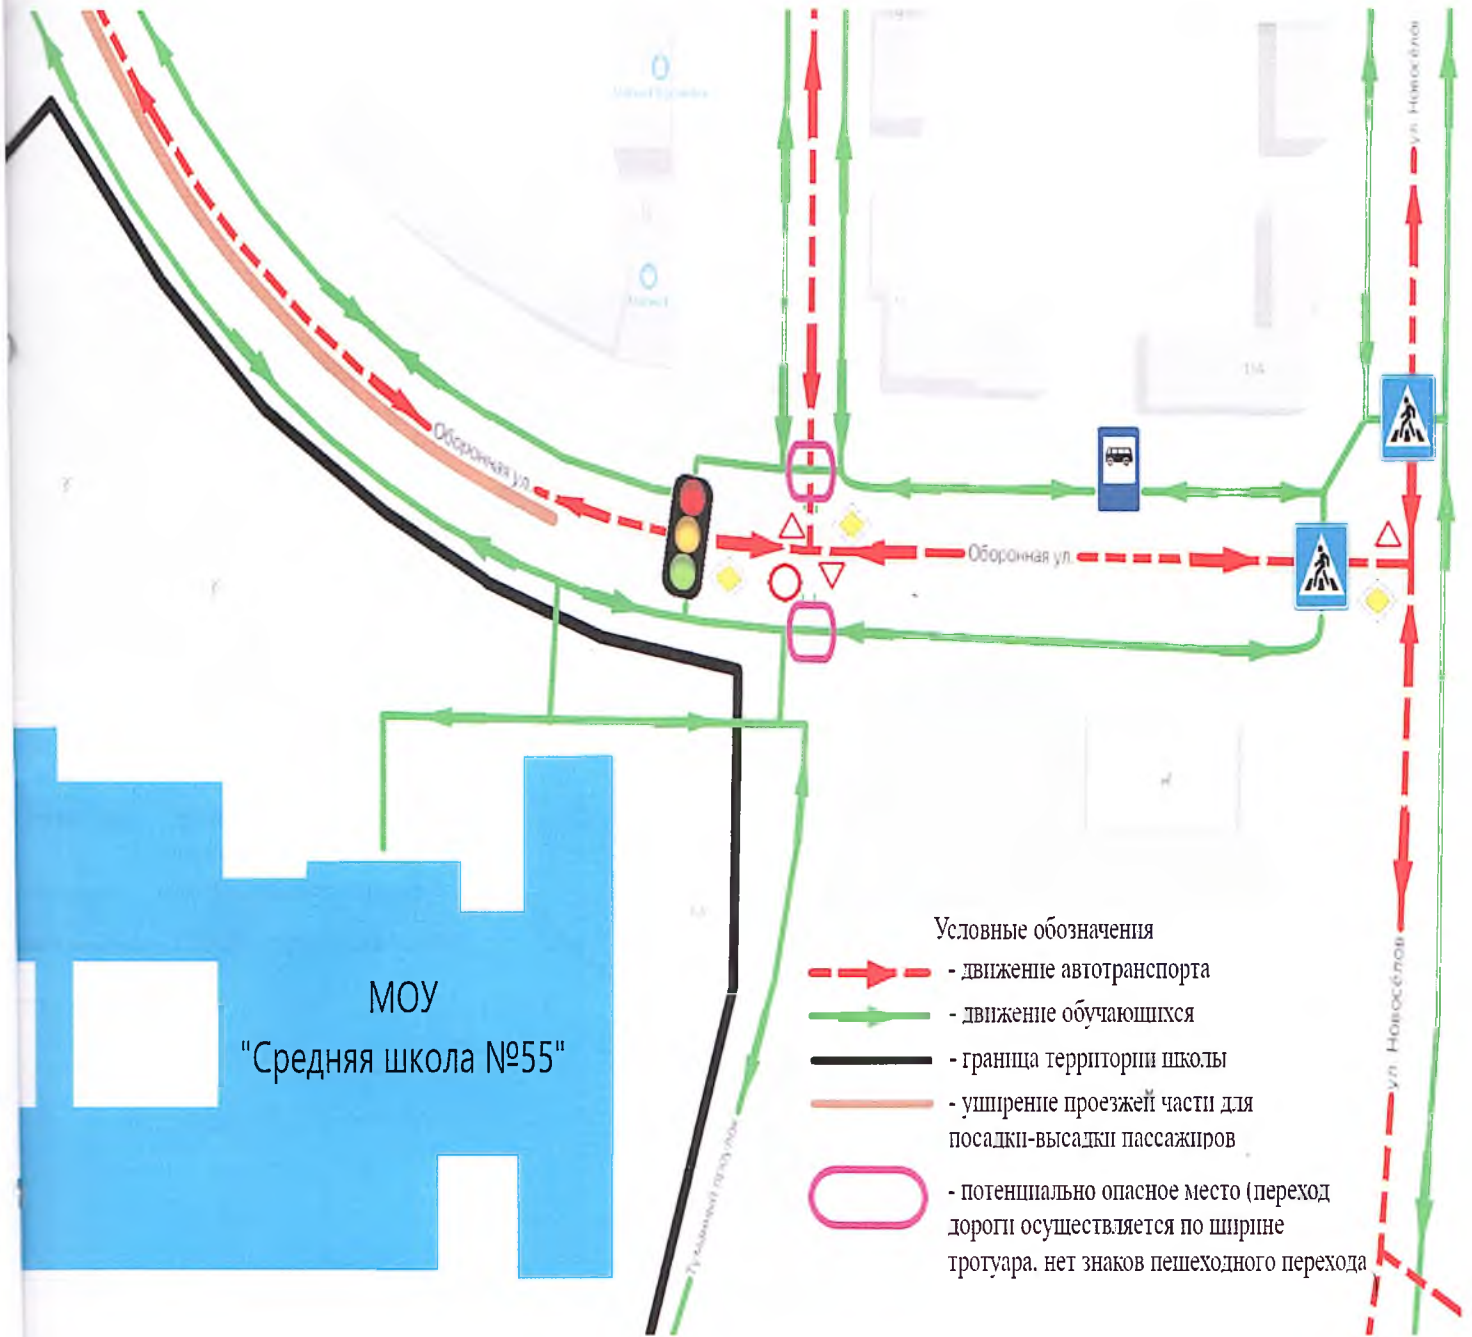 ул. Новосёлов
Оборонная ул.
Оборонная ул.
МОУ
"Средняя школа №55"
Условные обозначения
- движение автотранспорта
- движение обучающихся
- граница территории школы
- уширение проезжей части для
посадки-высадки пассажиров
- потенциально опасное место (переход
дороги осуществляется по ширине
тротуара. нет знаков пешеходного перехода
ул. Новосёлов